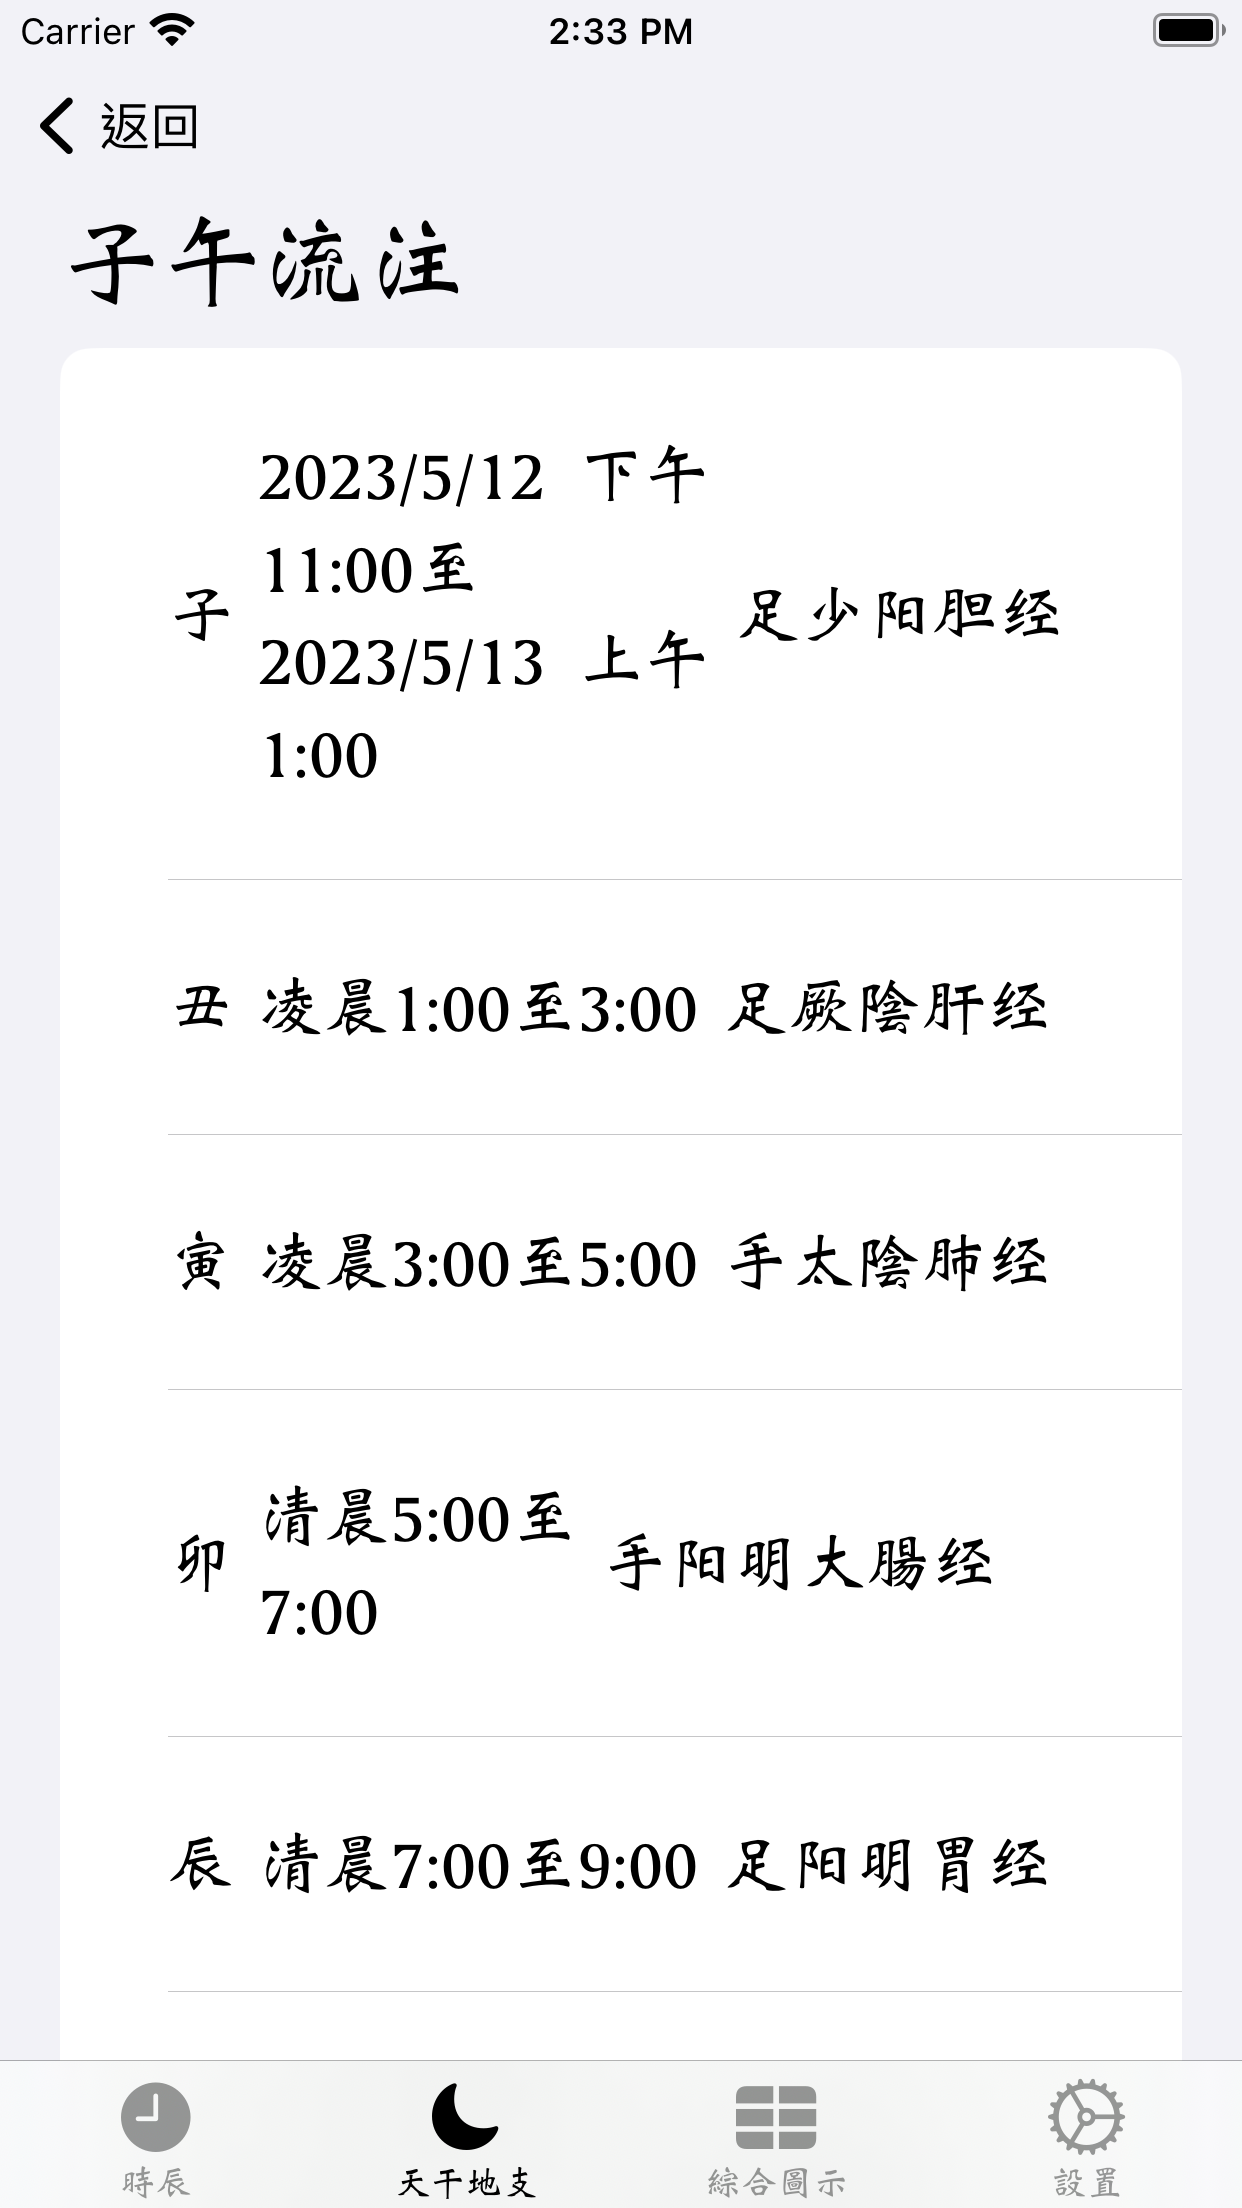 Carrier 2:33 PM
返回
子午流注
2023/5/12 下午
11:00至
子
2023/5/13 上午
1:00
足少阳胆经
丑 凌晨1:00至3:00 足厥陰肝经
寅 凌晨3:00至5:00 手太陰肺经
卯
清晨5:00至
7:00
手阳明大腸经
辰 清晨7:00至9:00 足阳明胃经
時辰 天干地支 綜合圖示 設置